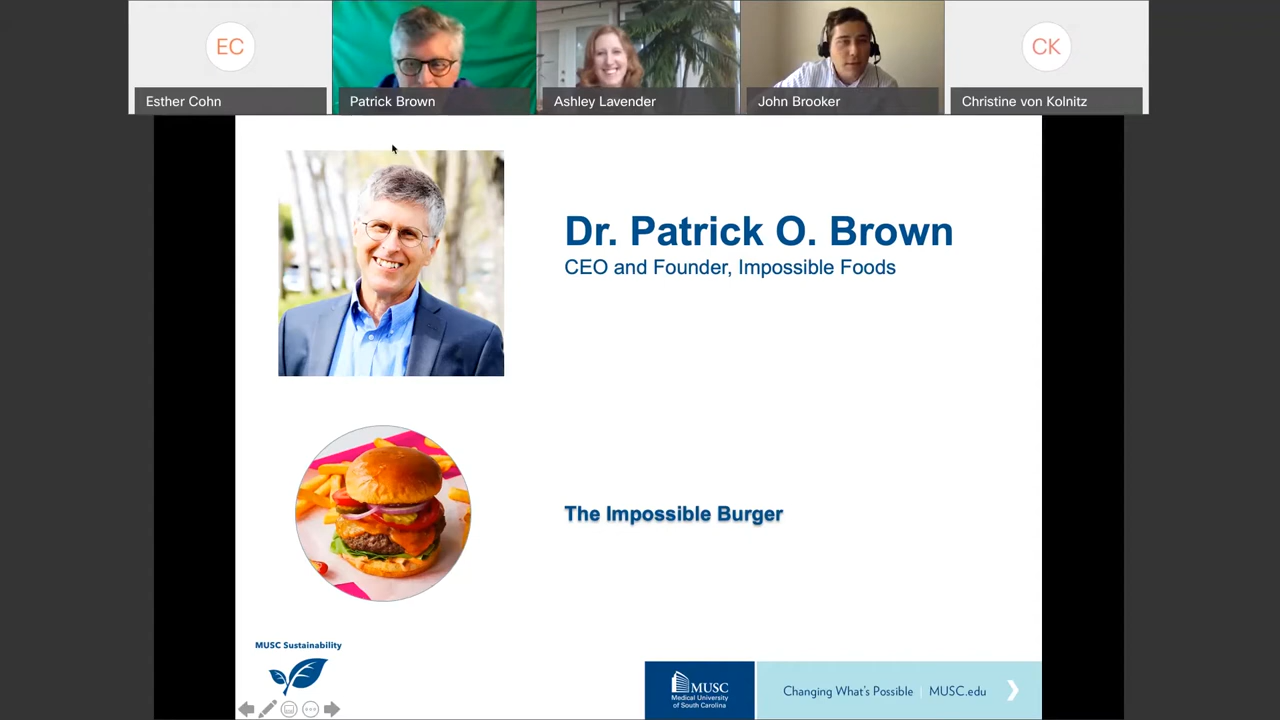 EC
CK
Esther Cohn
Patrick Brown
Ashley Lavender
John Brooker
Christine von Kolnitz
Dr. Patrick O. Brown
CEO and Founder, Impossible Foods
The Impossible Burger
MUSC Sustainability
MUSC
Medical University
of South Carolina
Changing What's Possible | MUSC.edu